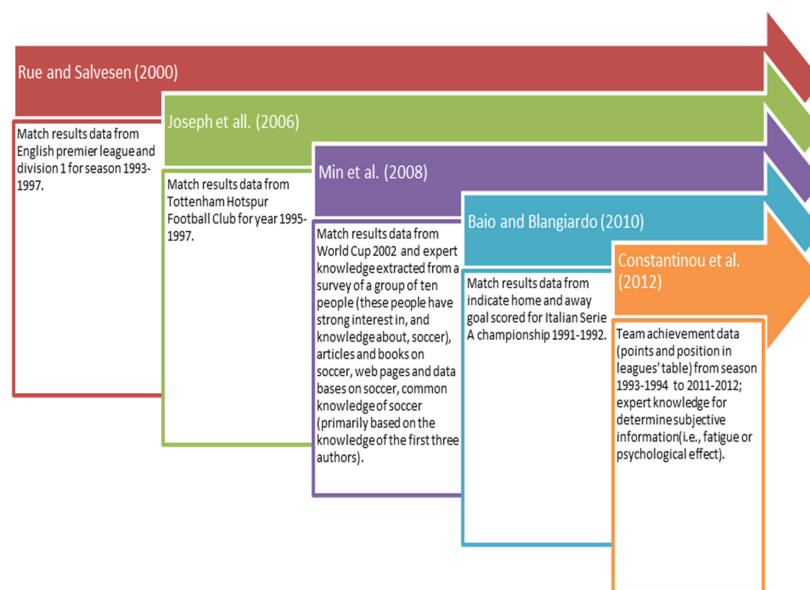 Rue and Salvesen (2000)
Match results data from
English premier league and
division 1 for season 1993-
1997.
Joseph et all. (2006)
Match results data from
Tottenham Hotspur
Football Club for year 1995-
1997.
Min et al. (2008)
Match results data from
World Cup 2002 and expert
knowledge extracted from a
survey of a group of ten
people (these people have
strong interest in, and
knowledge about, soccer),
articles and books on
soccer, web pages and data
bases on soccer, common
knowledge of soccer
(primarily based on the
knowledge of the first three
authors).
Baio and Blangiardo (2010)
Match results data from
indicate home and away
goal scored for Italian Serie
A championship 1991-1992.
Constantinou et al.
(2012)
Team achievement data
(points and position in
leagues' table) from season
1993-1994 to 2011-2012;
expert knowledge for
determine subjective
information(i.e., fatigue or
psychological effect).